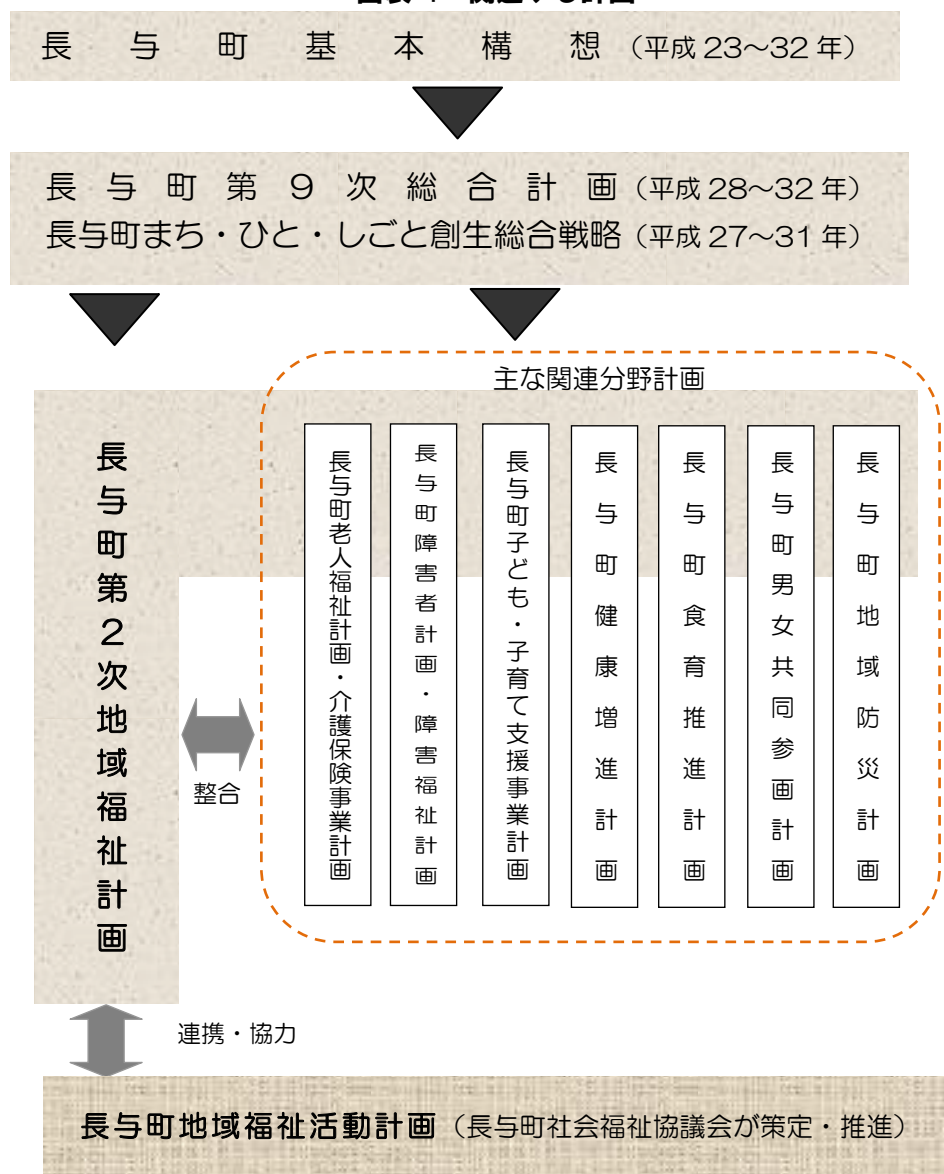 長与町基本構想（平成23～32年）
長与町第9次総合計画（平成28～32年）
長与町まち・ひと・しごと創生総合戦略（平成27～31年）
主な関連分野計画
長与町第２次地域福祉計画
整合
長与町老人福祉計画・介護保険事業計画
長与町障害者計画・障害福祉計画
長与町子ども・子育て支援事業計画
長与町健康増進計画
長与町食育推進計画
長与町男女共同参画計画
長与町地域防災計画
連携・協力
長与町地域福祉活動計画（長与町社会福祉協議会が策定・推進）